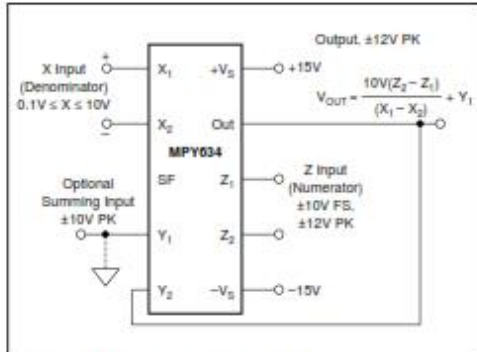 X Input
(Denominator)
0.1V ≤ X ≤ 10V
+
−
Optional
Summing Input
±10V PK
X1
X2
MPY634
SF
Y1
Y2
+VS
Out
Z1
Z2
−VS
Output, ±12V PK
+15V
VOUT = 10V(Z2 − Z1) / (X1 − X2) + Y1
Z Input
(Numerator)
±10V FS,
±12V PK
−15V